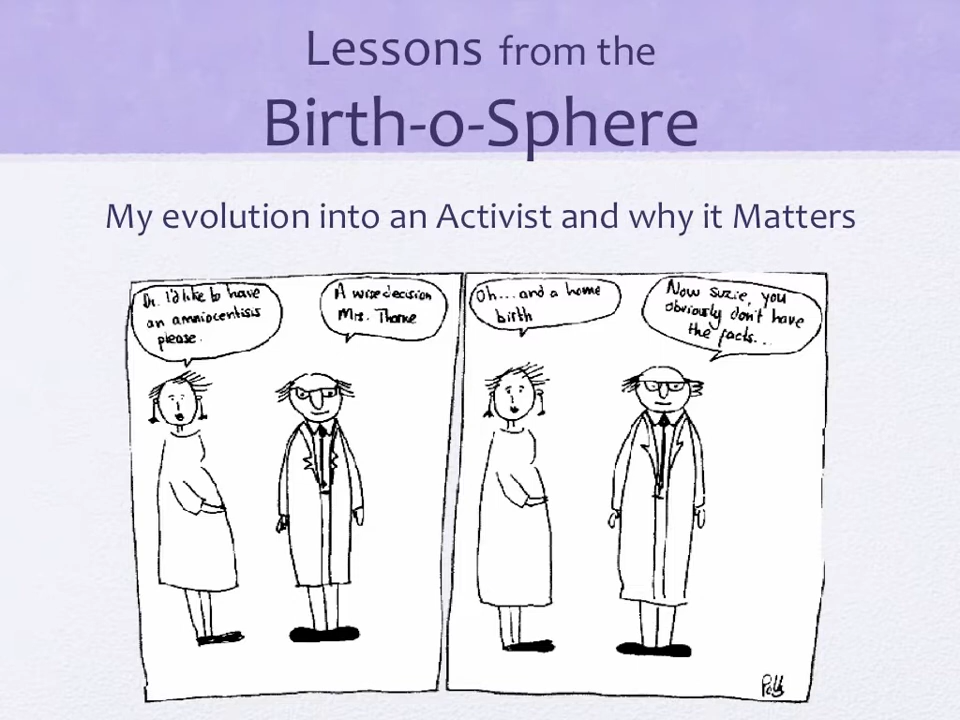 Lessons from the
Birth-o-Sphere
My evolution into an Activist and why it Matters
Dr. I'd like to have
an amniocentisis
please.
A wise decision
Mrs. Thorne
Oh... and a home
birth
Now suzie, you
obviously don't have
the facts...